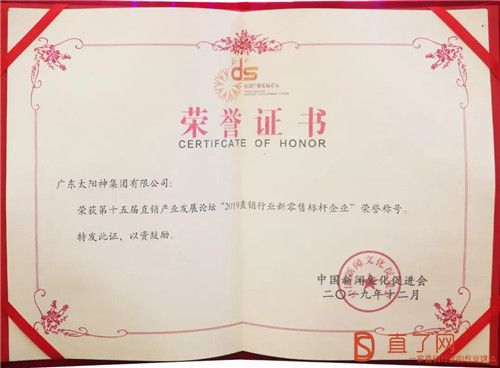 ds
荣誉证书
CERTIFCATE OF HONOR
广东太阳神集团有限公司:
荣获第十五届直销产业发展论坛“2019直销行业新零售标杆企业”荣誉称号。
特发此证,以资鼓励。
中国新闻文化促进会
二〇一九年十二月
直了网